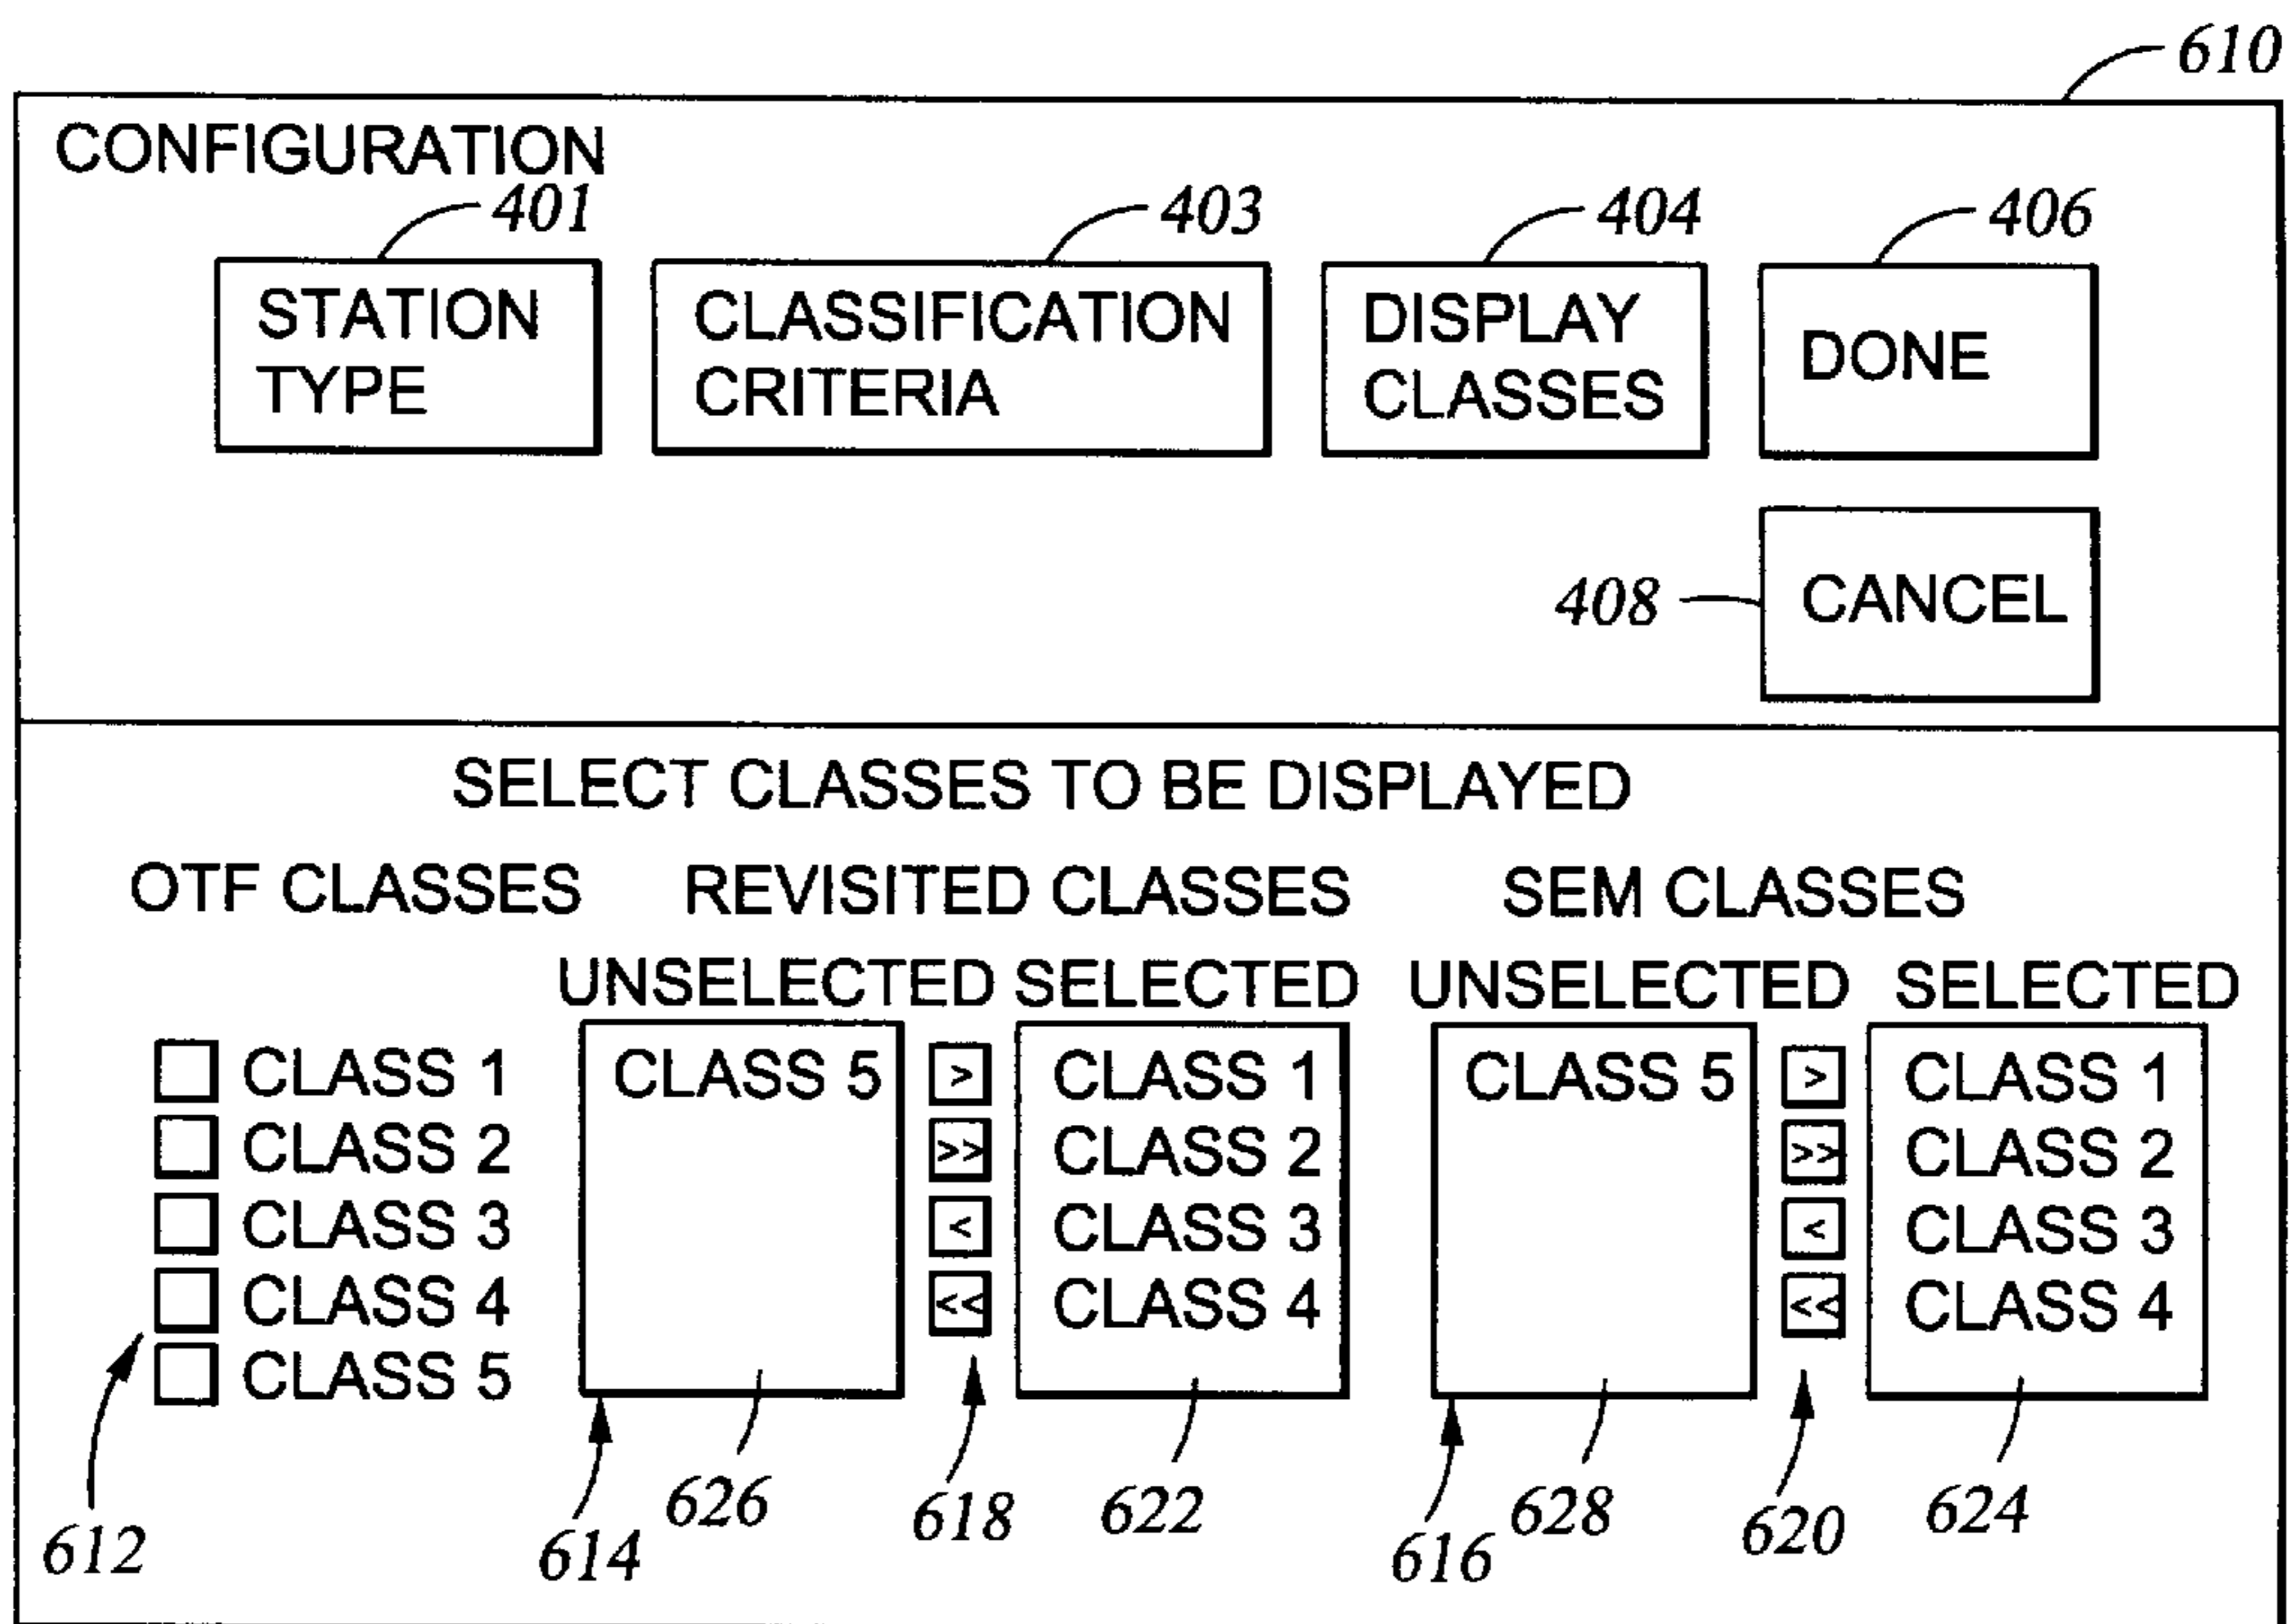 610
CONFIGURATION
401
403
404
406
STATION
TYPE
CLASSIFICATION
CRITERIA
DISPLAY
CLASSES
DONE
408
CANCEL
SELECT CLASSES TO BE DISPLAYED
OTF CLASSES
REVISITED CLASSES
SEM CLASSES
UNSELECTED
SELECTED
UNSELECTED
SELECTED
CLASS 1
CLASS 2
CLASS 3
CLASS 4
CLASS 5
CLASS 5
>
>>
<
<<
CLASS 1
CLASS 2
CLASS 3
CLASS 4
CLASS 5
>
>>
<
<<
CLASS 1
CLASS 2
CLASS 3
CLASS 4
612
614
626
618
622
616
628
620
624